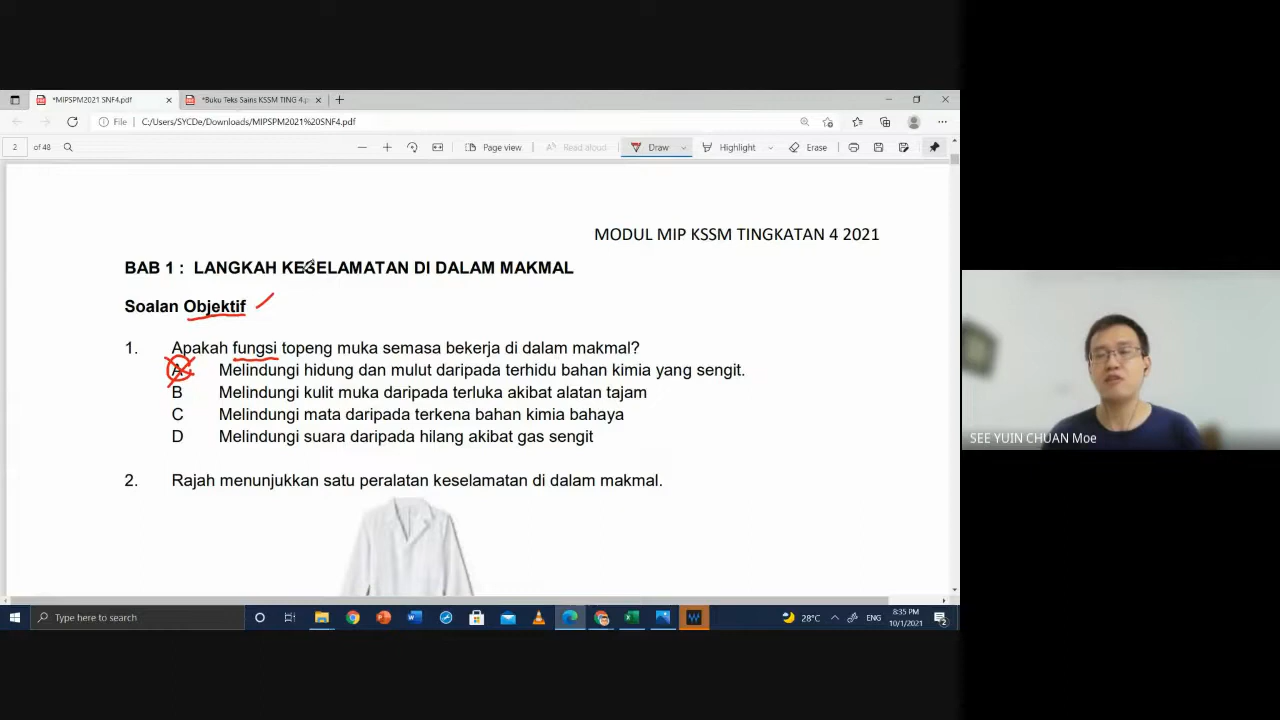 *MIPSPM2021 SNF4.pdf
*Buku Teks Sains KSSM TING 4
File
C:/Users/SYCDe/Downloads/MIPSPM2021%20SNF4.pdf
2 of 48
Page view
Read aloud
Draw
Highlight
Erase
MODUL MIP KSSM TINGKATAN 4 2021
BAB 1 : LANGKAH KESELAMATAN DI DALAM MAKMAL
Soalan Objektif
1. Apakah fungsi topeng muka semasa bekerja di dalam makmal?
A Melindungi hidung dan mulut daripada terhidu bahan kimia yang sengit.
B Melindungi kulit muka daripada terluka akibat alatan tajam
C Melindungi mata daripada terkena bahan kimia bahaya
D Melindungi suara daripada hilang akibat gas sengit
2. Rajah menunjukkan satu peralatan keselamatan di dalam makmal.
SEE YUIN CHUAN Moe
Type here to search
28°C
ENG
8:35 PM
10/1/2021
2